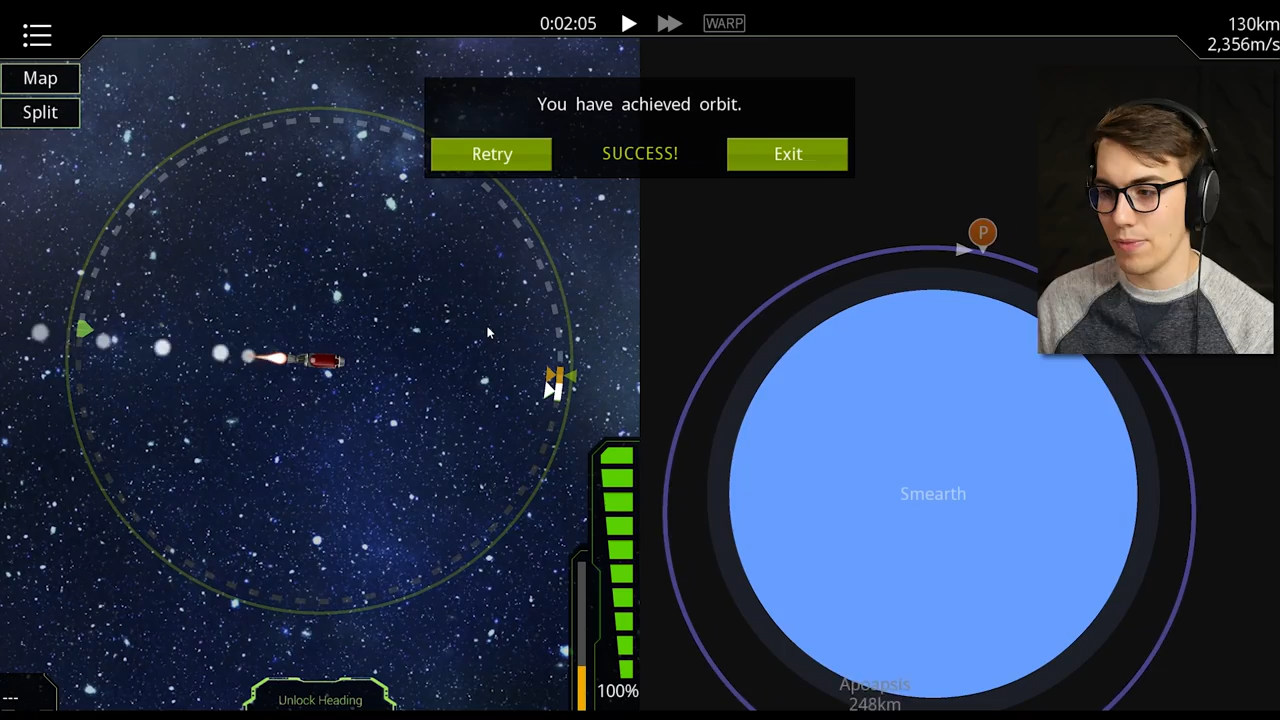 0:02:05
WARP
130km
2,356m/s
Map
Split
You have achieved orbit.
Retry
SUCCESS!
Exit
P
Smearth
Apoapsis
248km
100%
Unlock Heading
---